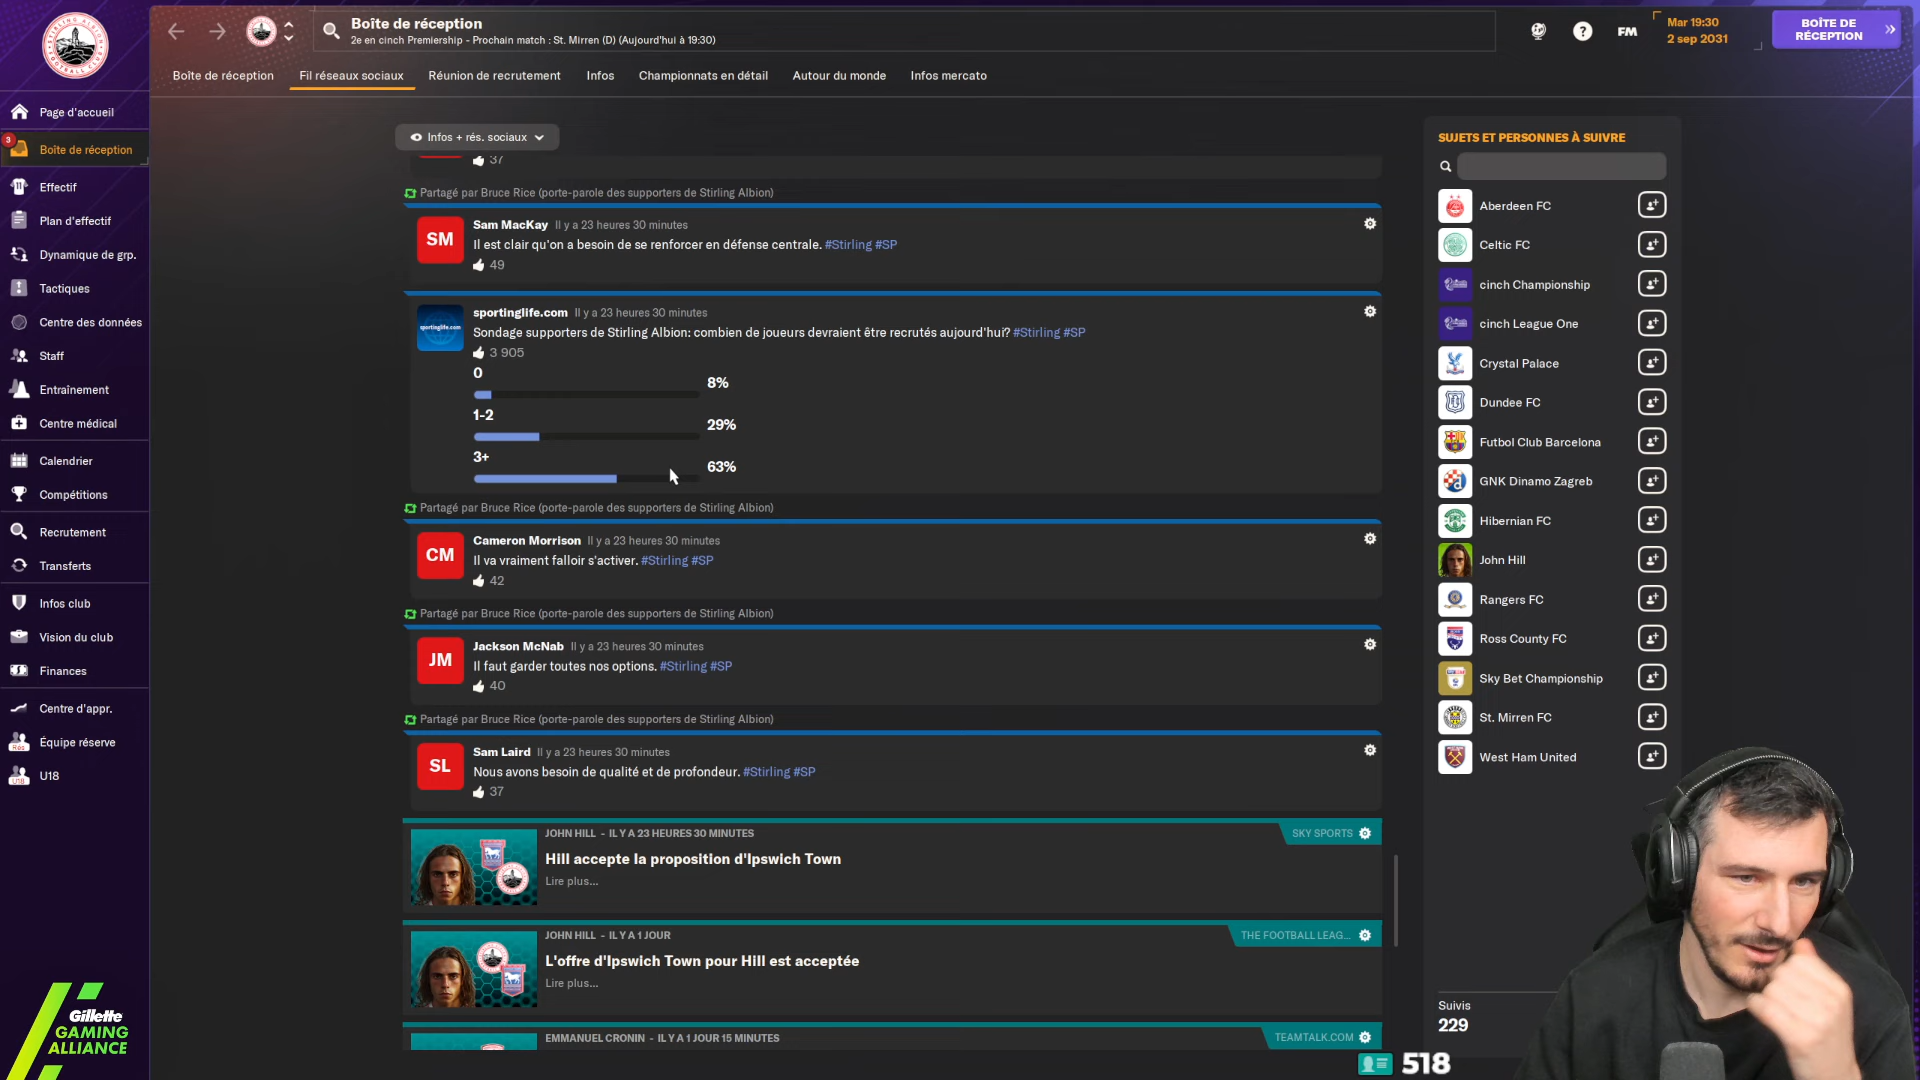 Boîte de réception
2e en cinch Premiership - Prochain match : St. Mirren (D) (Aujourd'hui à 19:30)
FM
Mar 19:30
2 sep 2031
BOÎTE DE
RÉCEPTION
Boîte de réception
Fil réseaux sociaux
Réunion de recrutement
Infos
Championnats en détail
Autour du monde
Infos mercato
Page d'accueil
3
Boîte de réception
Effectif
Plan d'effectif
Dynamique de grp.
Tactiques
Centre des données
Staff
Entraînement
Centre médical
Calendrier
Compétitions
Recrutement
Transferts
Infos club
Vision du club
Finances
Centre d'appr.
Équipe réserve
U18
Gillette
GAMING
ALLIANCE
Infos + rés. sociaux
37
Partagé par Bruce Rice (porte-parole des supporters de Stirling Albion)
SM
Sam MacKay Il y a 23 heures 30 minutes
Il est clair qu'on a besoin de se renforcer en défense centrale. #Stirling #SP
49
sportinglife.com
sportinglife.com Il y a 23 heures 30 minutes
Sondage supporters de Stirling Albion: combien de joueurs devraient être recrutés aujourd'hui? #Stirling #SP
3 905
0
8%
1-2
29%
3+
63%
Partagé par Bruce Rice (porte-parole des supporters de Stirling Albion)
CM
Cameron Morrison Il y a 23 heures 30 minutes
Il va vraiment falloir s'activer. #Stirling #SP
42
Partagé par Bruce Rice (porte-parole des supporters de Stirling Albion)
JM
Jackson McNab Il y a 23 heures 30 minutes
Il faut garder toutes nos options. #Stirling #SP
40
Partagé par Bruce Rice (porte-parole des supporters de Stirling Albion)
SL
Sam Laird Il y a 23 heures 30 minutes
Nous avons besoin de qualité et de profondeur. #Stirling #SP
37
JOHN HILL - IL Y A 23 HEURES 30 MINUTES
SKY SPORTS
Hill accepte la proposition d'Ipswich Town
Lire plus...
JOHN HILL - IL Y A 1 JOUR
THE FOOTBALL LEAG...
L'offre d'Ipswich Town pour Hill est acceptée
Lire plus...
EMMANUEL CRONIN - IL Y A 1 JOUR 15 MINUTES
TEAMTALK.COM
SUJETS ET PERSONNES À SUIVRE
Aberdeen FC
Celtic FC
cinch Championship
cinch League One
Crystal Palace
Dundee FC
Futbol Club Barcelona
GNK Dinamo Zagreb
Hibernian FC
John Hill
Rangers FC
Ross County FC
Sky Bet Championship
St. Mirren FC
West Ham United
Suivis
229
518